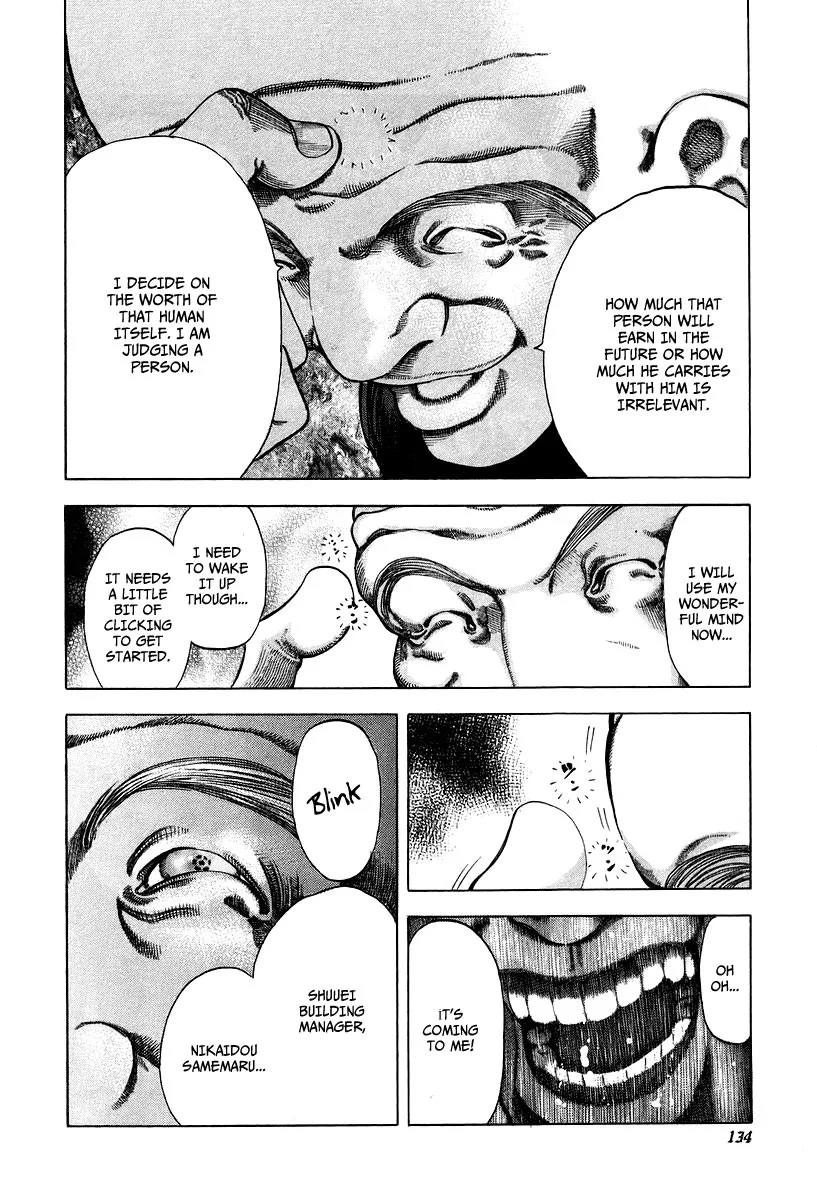 HOW MUCH THAT
PERSON WILL
EARN IN THE
FUTURE OR HOW
MUCH HE CARRIES
WITH HIM IS
IRRELEVANT.
I DECIDE ON
THE WORTH OF
THAT HUMAN
ITSELF. I AM
JUDGING A
PERSON.
I WILL
USE MY
WONDER-
FUL MIND
NOW...
I NEED
TO WAKE
IT UP
THOUGH...
IT NEEDS
A LITTLE
BIT OF
CLICKING
TO GET
STARTED.
OH
OH...
IT'S
COMING
TO ME!
Blink
SHUUEI
BUILDING
MANAGER,
NIKAIDOU
SAMEMARU...
134